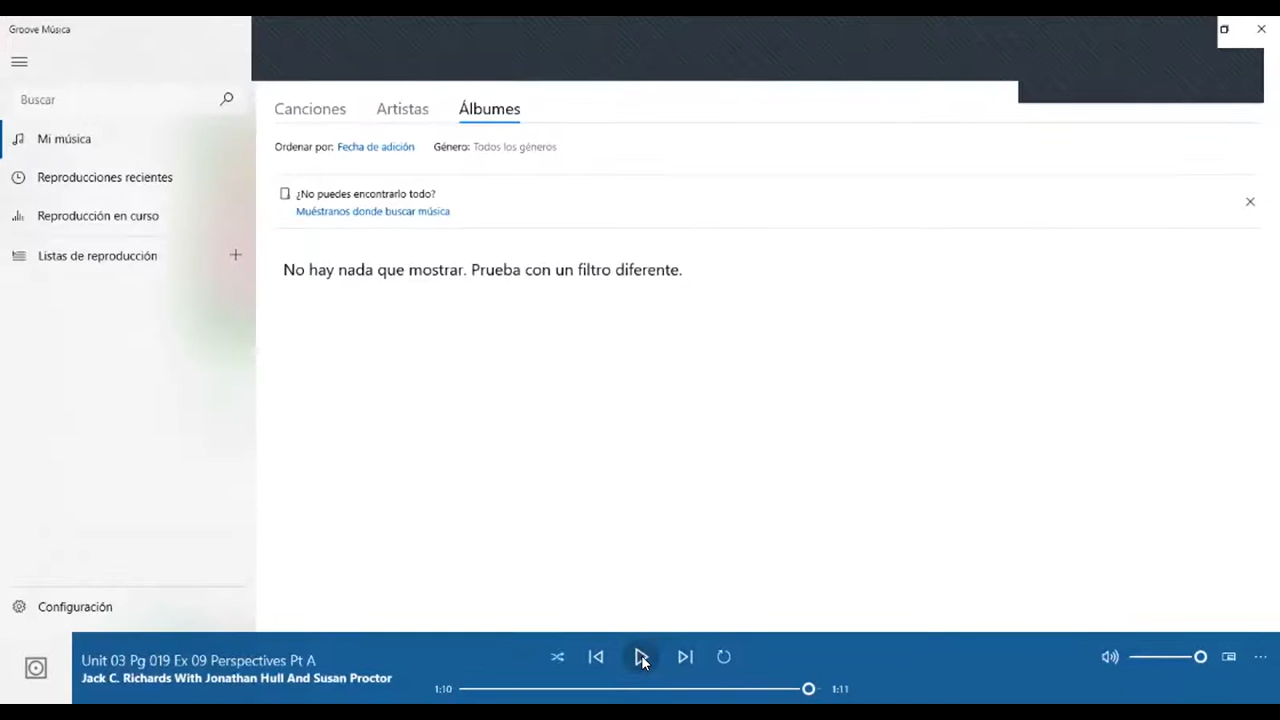 Groove Música
Buscar
Mi música
Reproducciones recientes
Reproducción en curso
Listas de reproducción
Configuración
Canciones Artistas Álbumes
Ordenar por: Fecha de adición Género: Todos los géneros
¿No puedes encontrarlo todo?
Muéstranos donde buscar música
No hay nada que mostrar. Prueba con un filtro diferente.
Unit 03 Pg 019 Ex 09 Perspectives Pt A
Jack C. Richards With Jonathan Hull And Susan Proctor
1:10 1:11